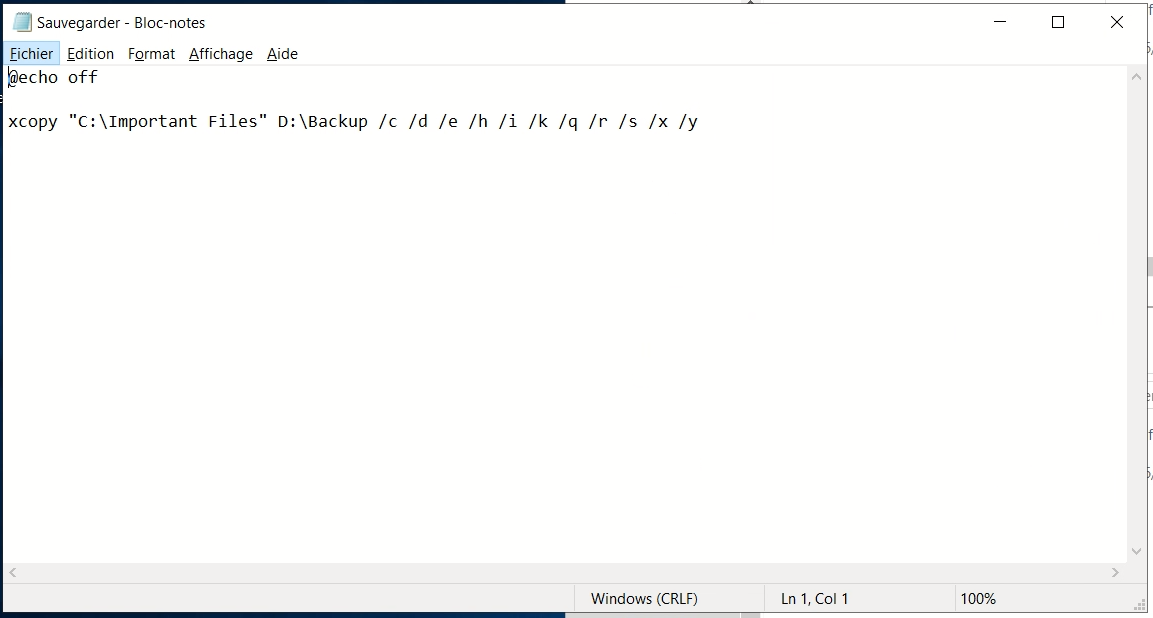 Sauvegarder - Bloc-notes
Fichier Edition Format Affichage Aide
@echo off
xcopy "C:\Important Files" D:\Backup /c /d /e /h /i /k /q /r /s /x /y
Windows (CRLF) Ln 1, Col 1 100%